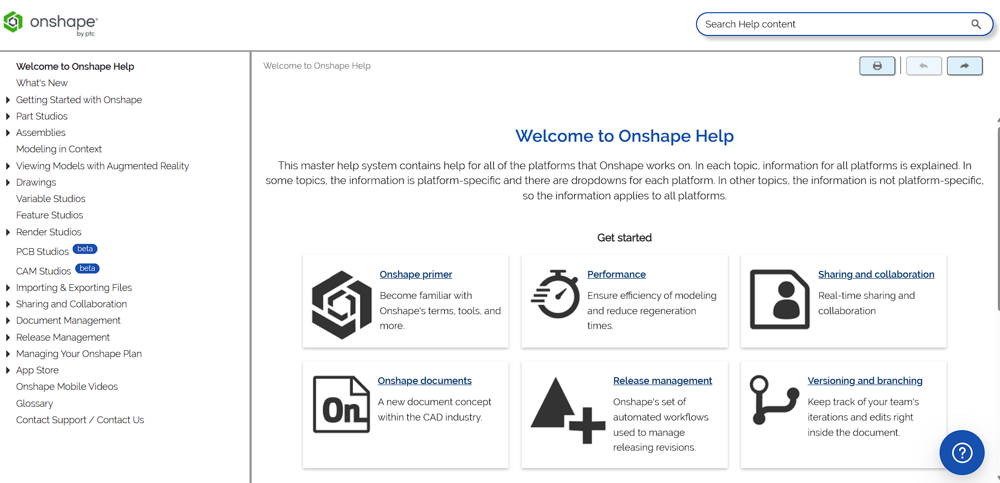 onshape®
by ptc
Search Help content
Welcome to Onshape Help
What's New
Getting Started with Onshape
Part Studios
Assemblies
Modeling in Context
Viewing Models with Augmented Reality
Drawings
Variable Studios
Feature Studios
Render Studios
PCB Studios beta
CAM Studios beta
Importing & Exporting Files
Sharing and Collaboration
Document Management
Release Management
Managing Your Onshape Plan
App Store
Onshape Mobile Videos
Glossary
Contact Support / Contact Us
Welcome to Onshape Help
Welcome to Onshape Help
This master help system contains help for all of the platforms that Onshape works on. In each topic, information for all platforms is explained. In
some topics, the information is platform-specific and there are dropdowns for each platform. In other topics, the information is not platform-specific,
so the information applies to all platforms.
Get started
Onshape primer
Become familiar with
Onshape's terms, tools, and
more.
Performance
Ensure efficiency of modeling
and reduce regeneration
times.
Sharing and collaboration
Real-time sharing and
collaboration
On
Onshape documents
A new document concept
within the CAD industry.
Release management
Onshape's set of
automated workflows
used to manage
releasing revisions.
Versioning and branching
Keep track of your team's
iterations and edits right
inside the document.
?